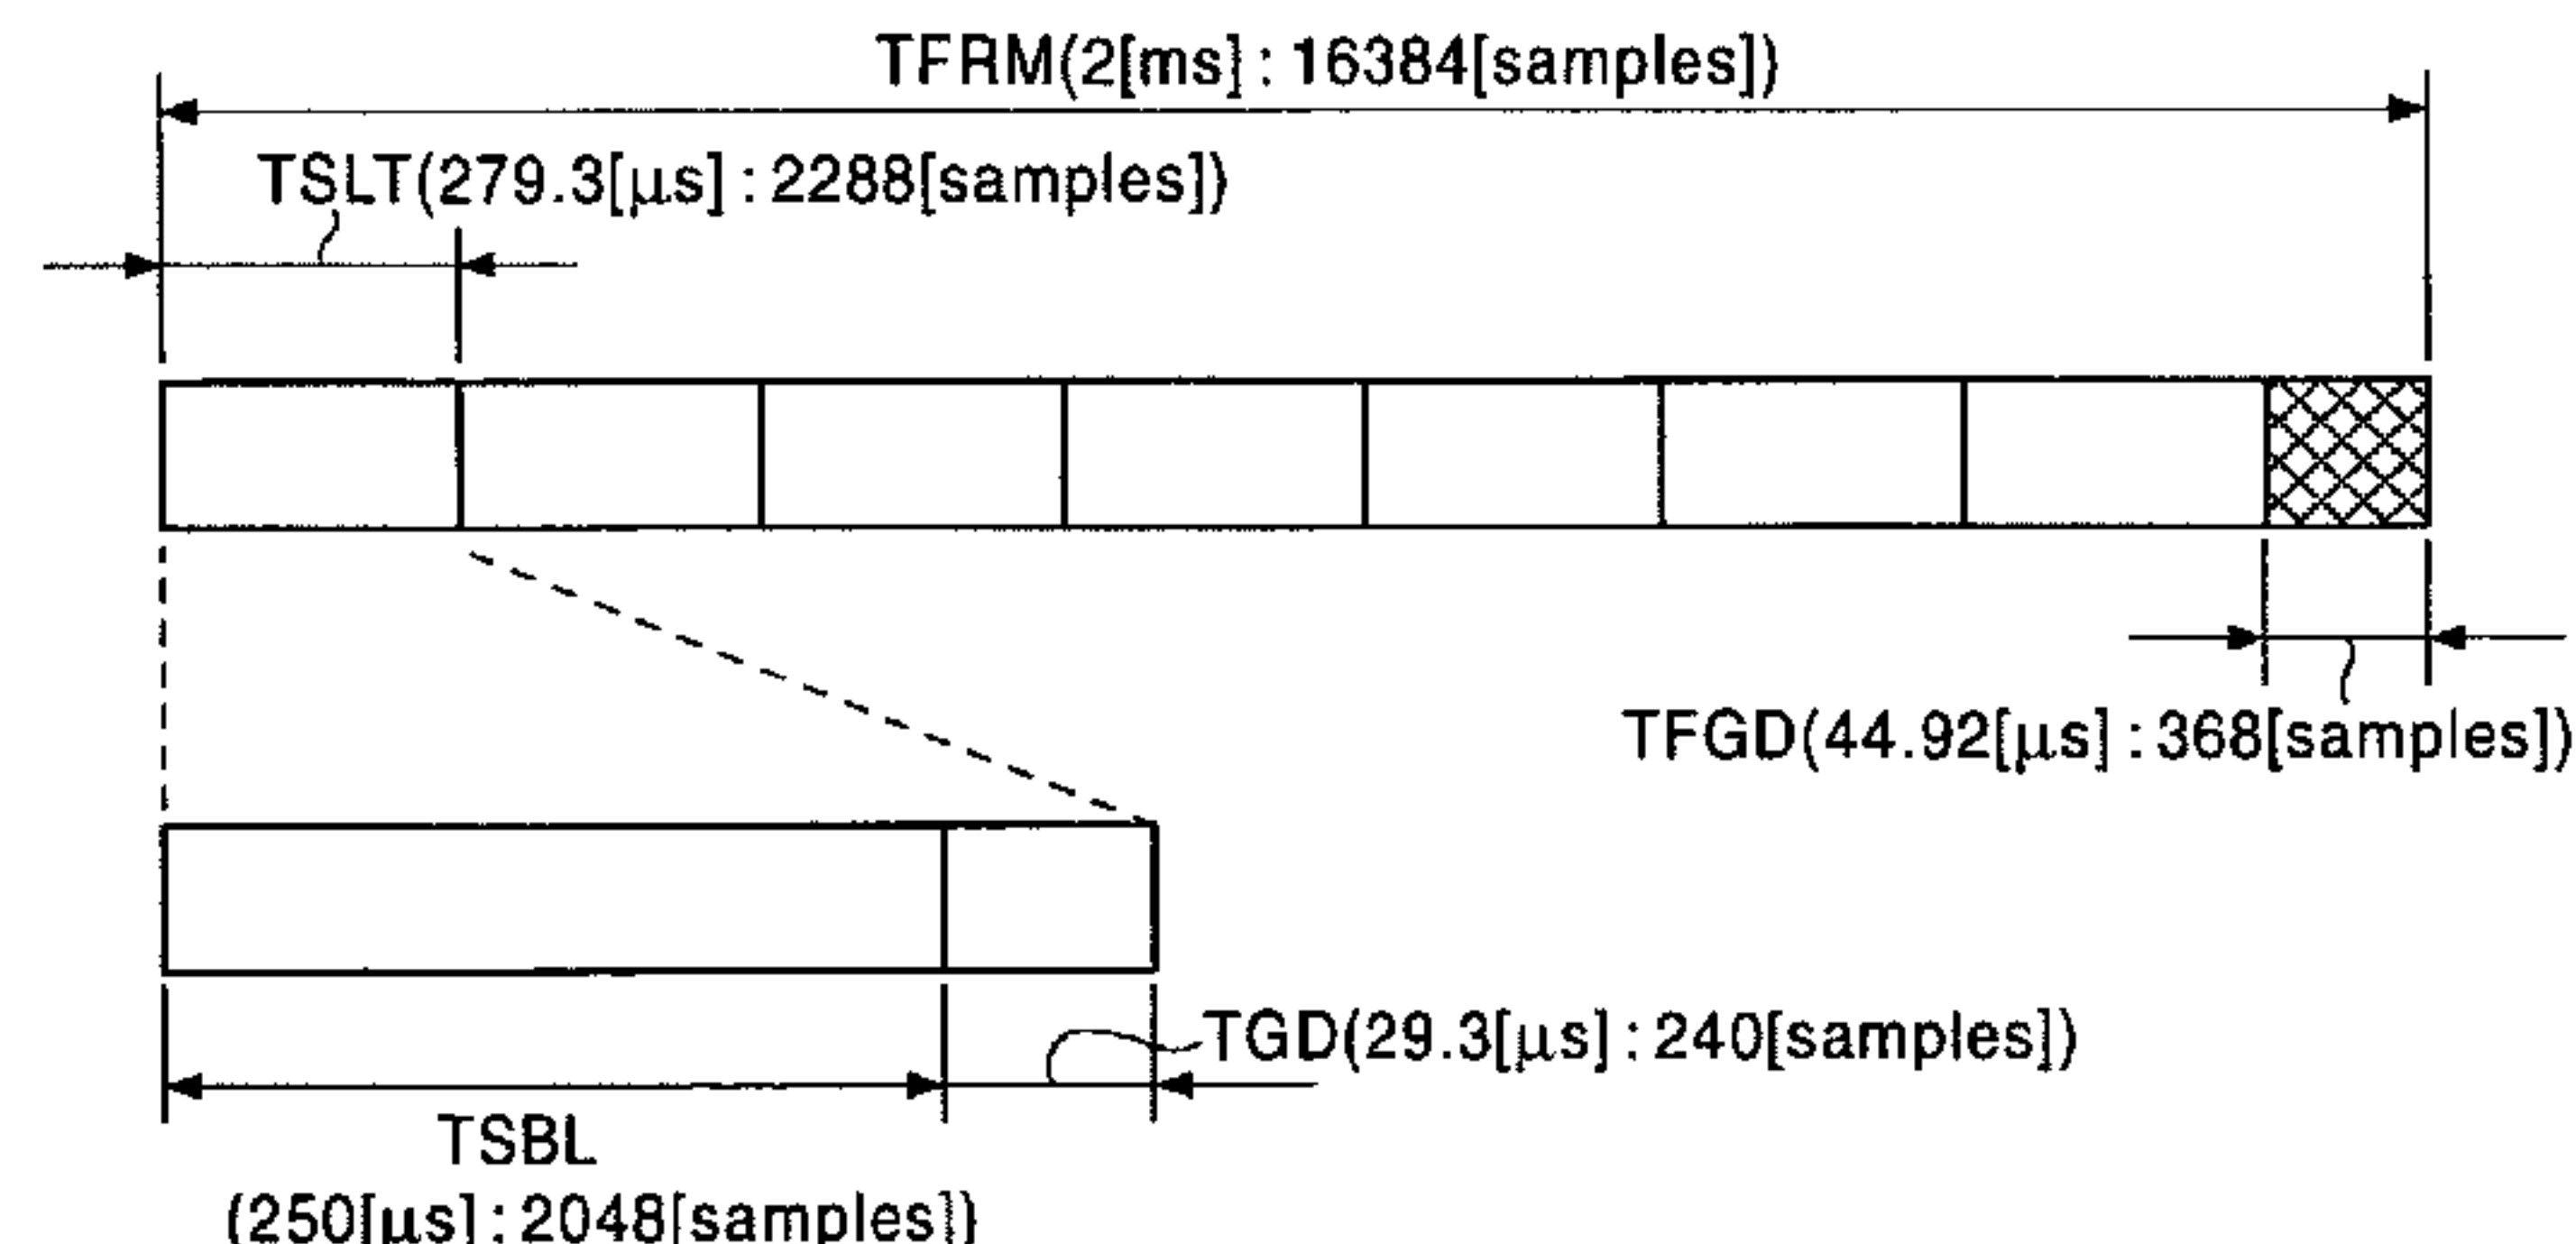 TFRM(2[ms] : 16384[samples])
TSLT(279.3[μs] : 2288[samples])
TFGD(44.92[μs] : 368[samples])
TGD(29.3[μs] : 240[samples])
TSBL
(250[μs] : 2048[samples])